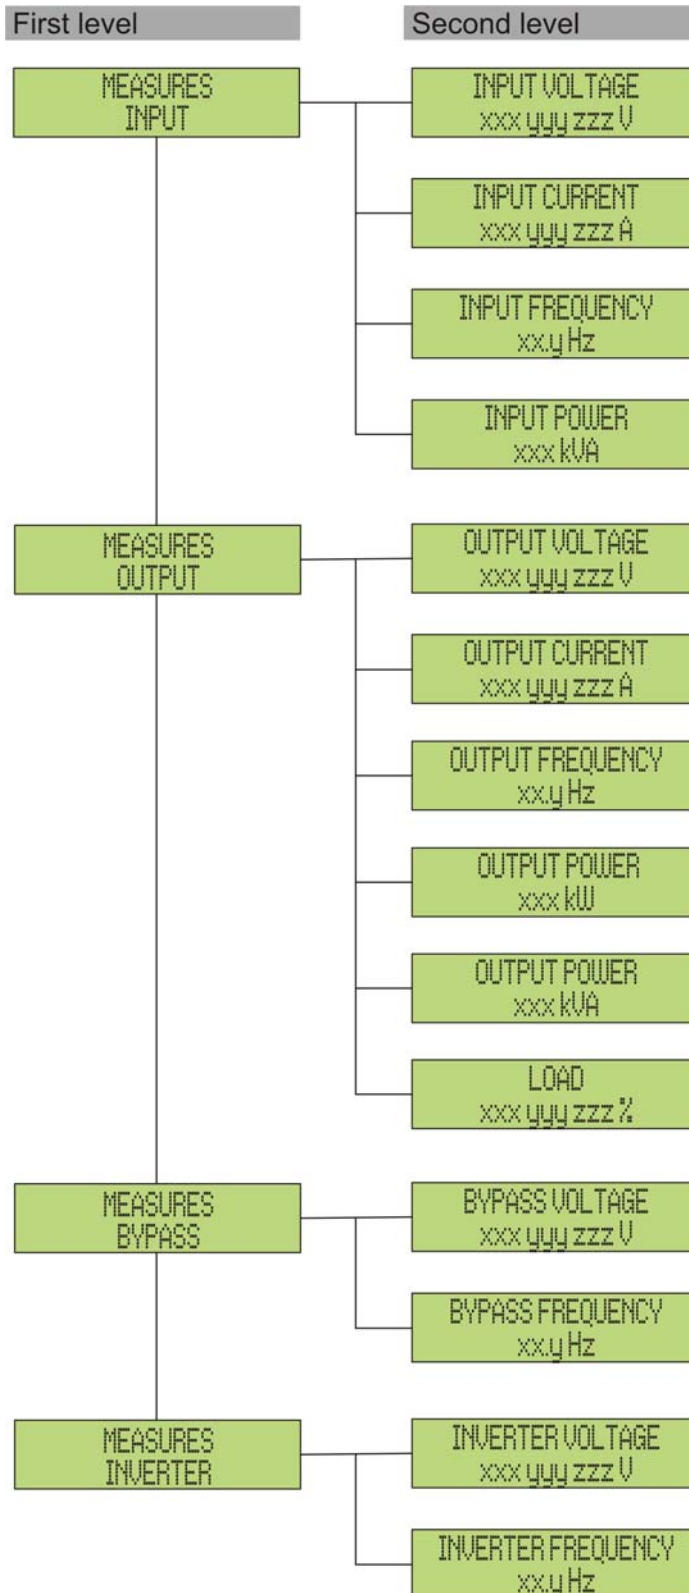 First level
Second level
MEASURES
INPUT
INPUT VOLTAGE
xxx yyy zzz V
INPUT CURRENT
xxx yyy zzz A
INPUT FREQUENCY
xx.y Hz
INPUT POWER
xxx kVA
MEASURES
OUTPUT
OUTPUT VOLTAGE
xxx yyy zzz V
OUTPUT CURRENT
xxx yyy zzz A
OUTPUT FREQUENCY
xx.y Hz
OUTPUT POWER
xxx kW
OUTPUT POWER
xxx kVA
LOAD
xxx yyy zzz %
MEASURES
BYPASS
BYPASS VOLTAGE
xxx yyy zzz V
BYPASS FREQUENCY
xx.y Hz
MEASURES
INVERTER
INVERTER VOLTAGE
xxx yyy zzz V
INVERTER FREQUENCY
xx.y Hz